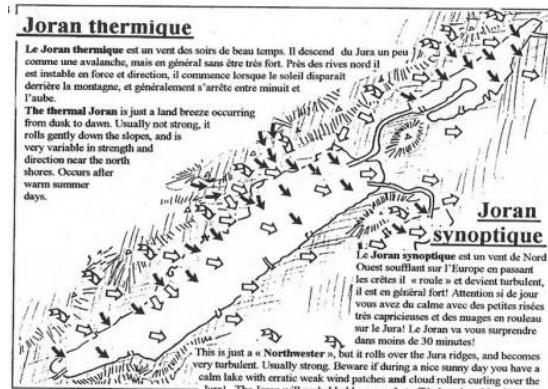 Joran thermique
Le Joran thermique est un vent des soirs de beau temps. Il descend du Jura un peu
comme une avalanche, mais en général sans être très fort. Près des rives nord il
est instable en force et direction, il commence lorsque le soleil disparait
derrière la montagne, et généralement s'arrête entre minuit et
l'aube.
The thermal Joran is just a land breeze occurring
from dusk to dawn. Usually not strong, it
rolls gently down the slopes, and is
very variable in strength and
direction near the north
shores. Occurs after
warm summer
days.
Joran
synoptique
Le Joran synoptique est un vent de Nord
Ouest soufflant sur l'Europe en passant
les crêtes il « roule » et devient turbulent,
il est en général fort! Attention si de jour
vous avez du calme avec des petites risées
très capricieuses et des nuages en rouleau
sur le Jura! Le Joran va vous surprendre
dans moins de 30 minutes!
This is just a « Northwester », but it rolls over the Jura ridges, and becomes
very turbulent. Usually strong. Beware if during a nice sunny day you have a
calm lake with erratic weak wind patches and cloud rollers curling over the